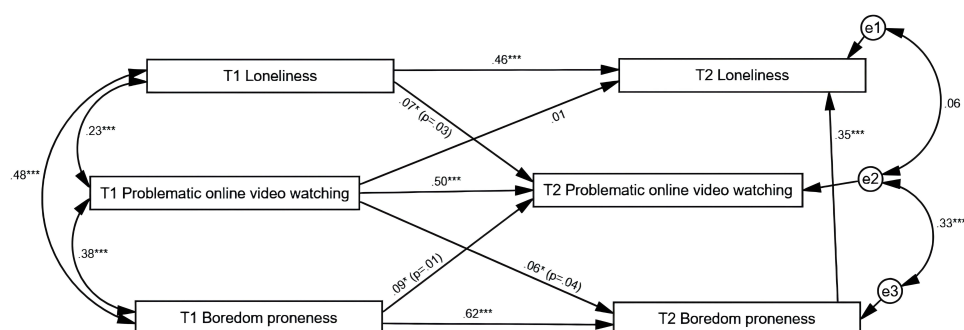 e1
T1 Loneliness
.46***
T2 Loneliness
.07* (p=.03)
.01
.06
.23***
.35***
.48***
T1 Problematic online video watching
.50***
T2 Problematic online video watching
e2
.38***
.09* (p=.01)
.06* (p=.04)
.33***
e3
T1 Boredom proneness
.62***
T2 Boredom proneness